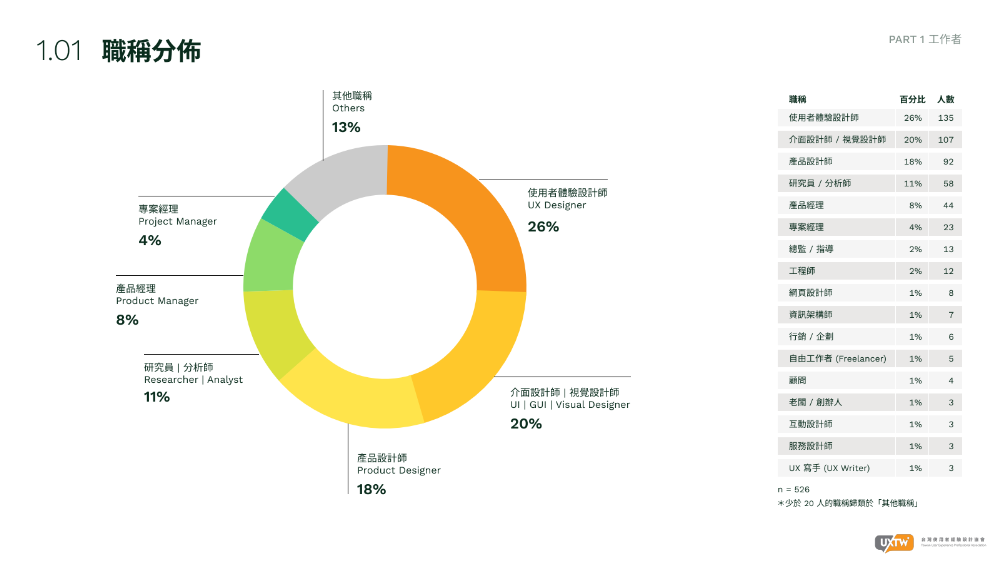 1.01 職稱分佈
PART 1 工作者
其他職稱
Others
13%
使用者體驗設計師
UX Designer
26%
專案經理
Project Manager
4%
產品經理
Product Manager
8%
研究員 | 分析師
Researcher | Analyst
11%
介面設計師 | 視覺設計師
UI | GUI | Visual Designer
20%
產品設計師
Product Designer
18%
職稱 百分比 人數
使用者體驗設計師 26% 135
介面設計師 / 視覺設計師 20% 107
產品設計師 18% 92
研究員 / 分析師 11% 58
產品經理 8% 44
專案經理 4% 23
總監 / 指導 2% 13
工程師 2% 12
網頁設計師 1% 8
資訊架構師 1% 7
行銷 / 企劃 1% 6
自由工作者 (Freelancer) 1% 5
顧問 1% 4
老闆 / 創辦人 1% 3
互動設計師 1% 3
服務設計師 1% 3
UX 寫手 (UX Writer) 1% 3
n = 526
＊少於 20 人的職稱歸類於「其他職稱」
UXTW